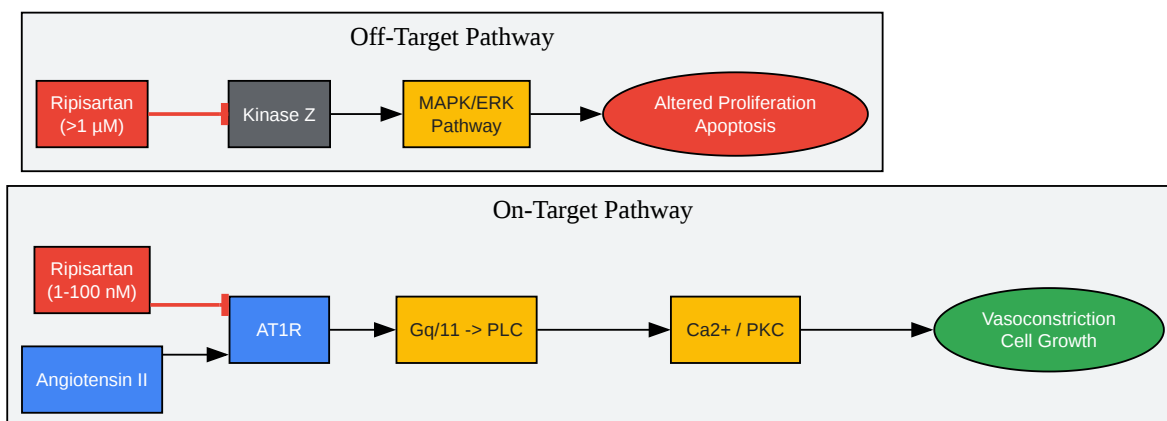 Off-Target Pathway
Ripisartan
(>1 µM)
Kinase Z
MAPK/ERK
Pathway
Altered Proliferation
Apoptosis
On-Target Pathway
Ripisartan
(1-100 nM)
Angiotensin II
AT1R
Gq/11 -> PLC
Ca2+ / PKC
Vasoconstriction
Cell Growth